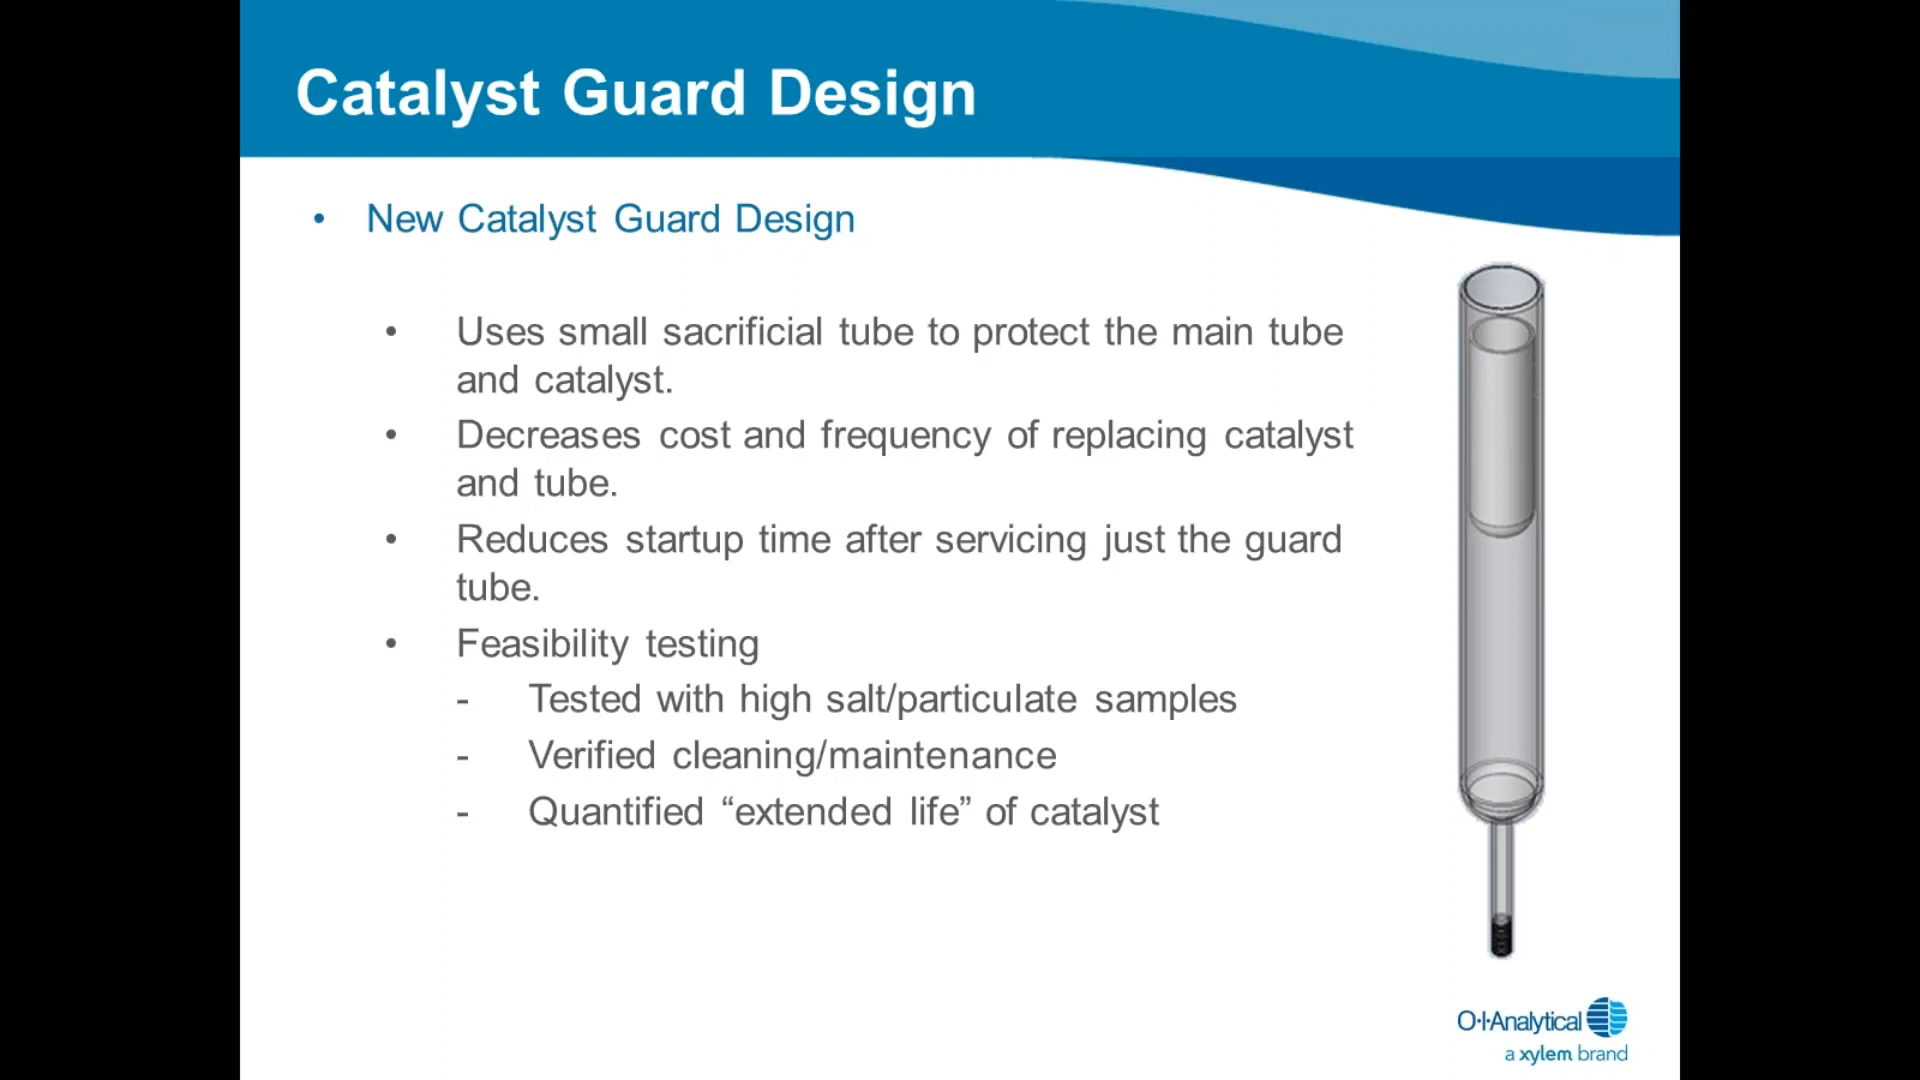 Catalyst Guard Design
• New Catalyst Guard Design
• Uses small sacrificial tube to protect the main tube
and catalyst.
• Decreases cost and frequency of replacing catalyst
and tube.
• Reduces startup time after servicing just the guard
tube.
• Feasibility testing
- Tested with high salt/particulate samples
- Verified cleaning/maintenance
- Quantified “extended life” of catalyst
O·I·Analytical
a xylem brand